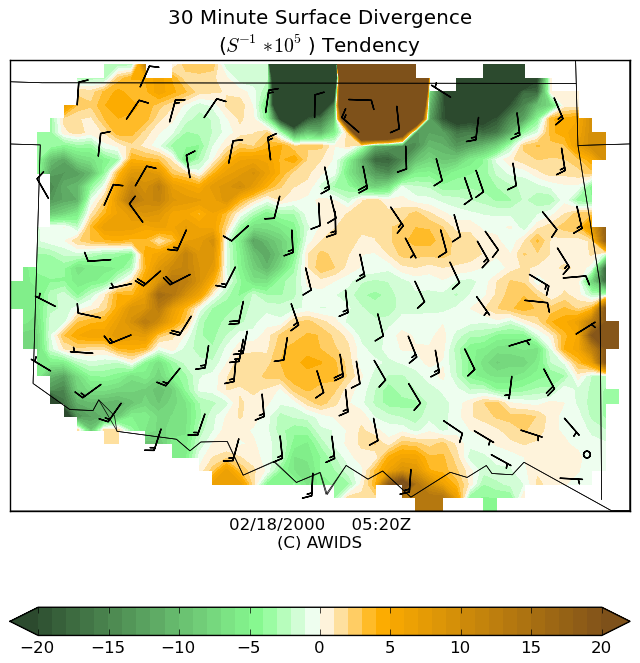 30 Minute Surface Divergence
(S⁻¹ *10⁵ ) Tendency
02/18/2000 05:20Z
(C) AWIDS
−20 −15 −10 −5 0 5 10 15 20